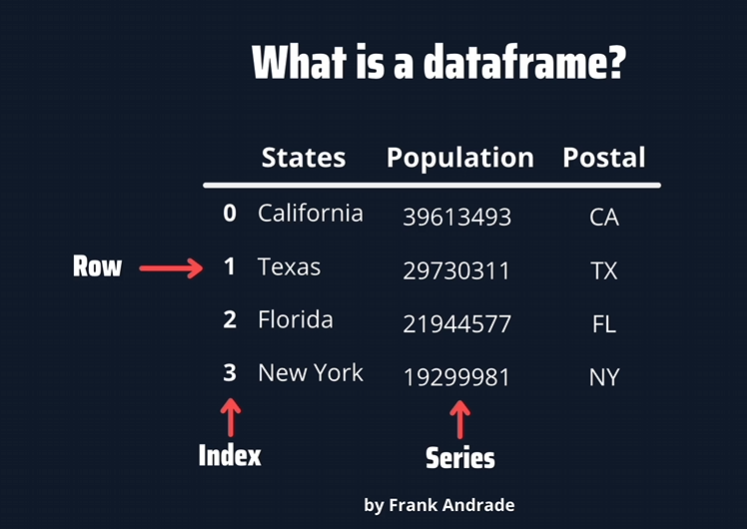 What is a dataframe?
States Population Postal
0 California 39613493 CA
Row 1 Texas 29730311 TX
2 Florida 21944577 FL
3 New York 19299981 NY
Index Series
by Frank Andrade